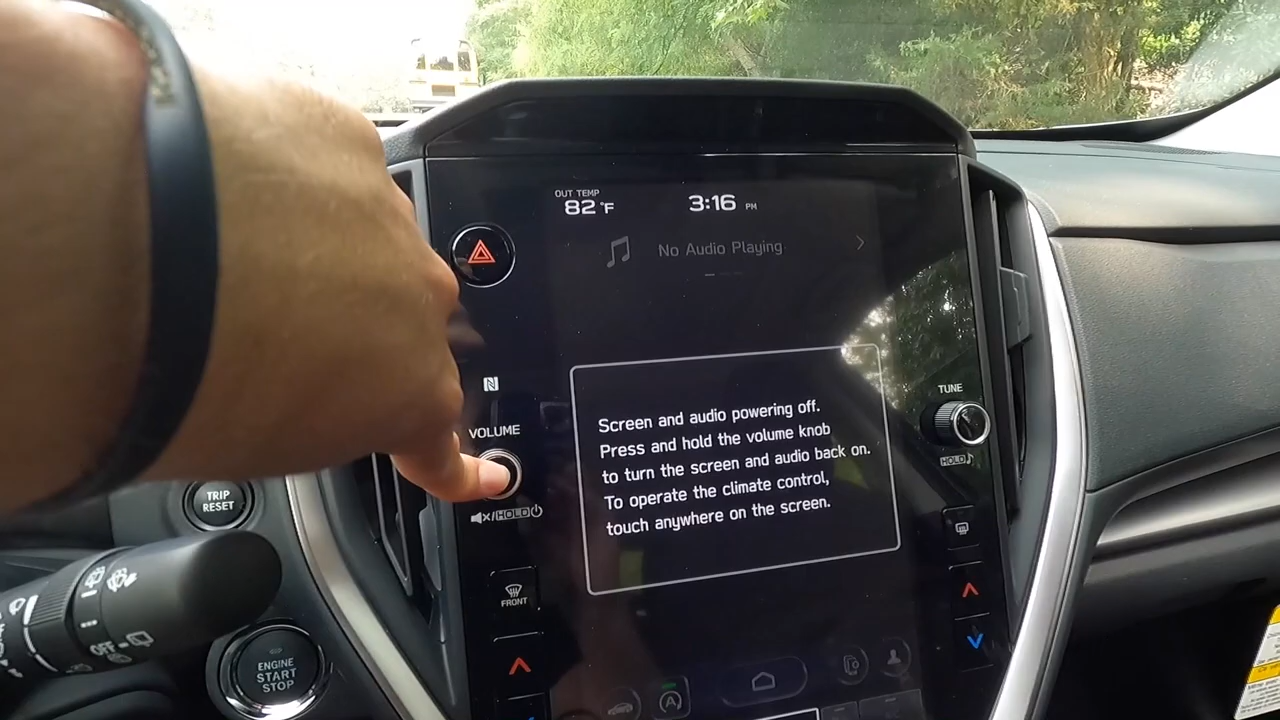 OUT TEMP
82°F
3:16 PM
No Audio Playing
VOLUME
TUNE
HOLD
Screen and audio powering off.
Press and hold the volume knob
to turn the screen and audio back on.
To operate the climate control,
touch anywhere on the screen.
TRIP
RESET
/HOLD
FRONT
OFF
ENGINE
START
STOP
A